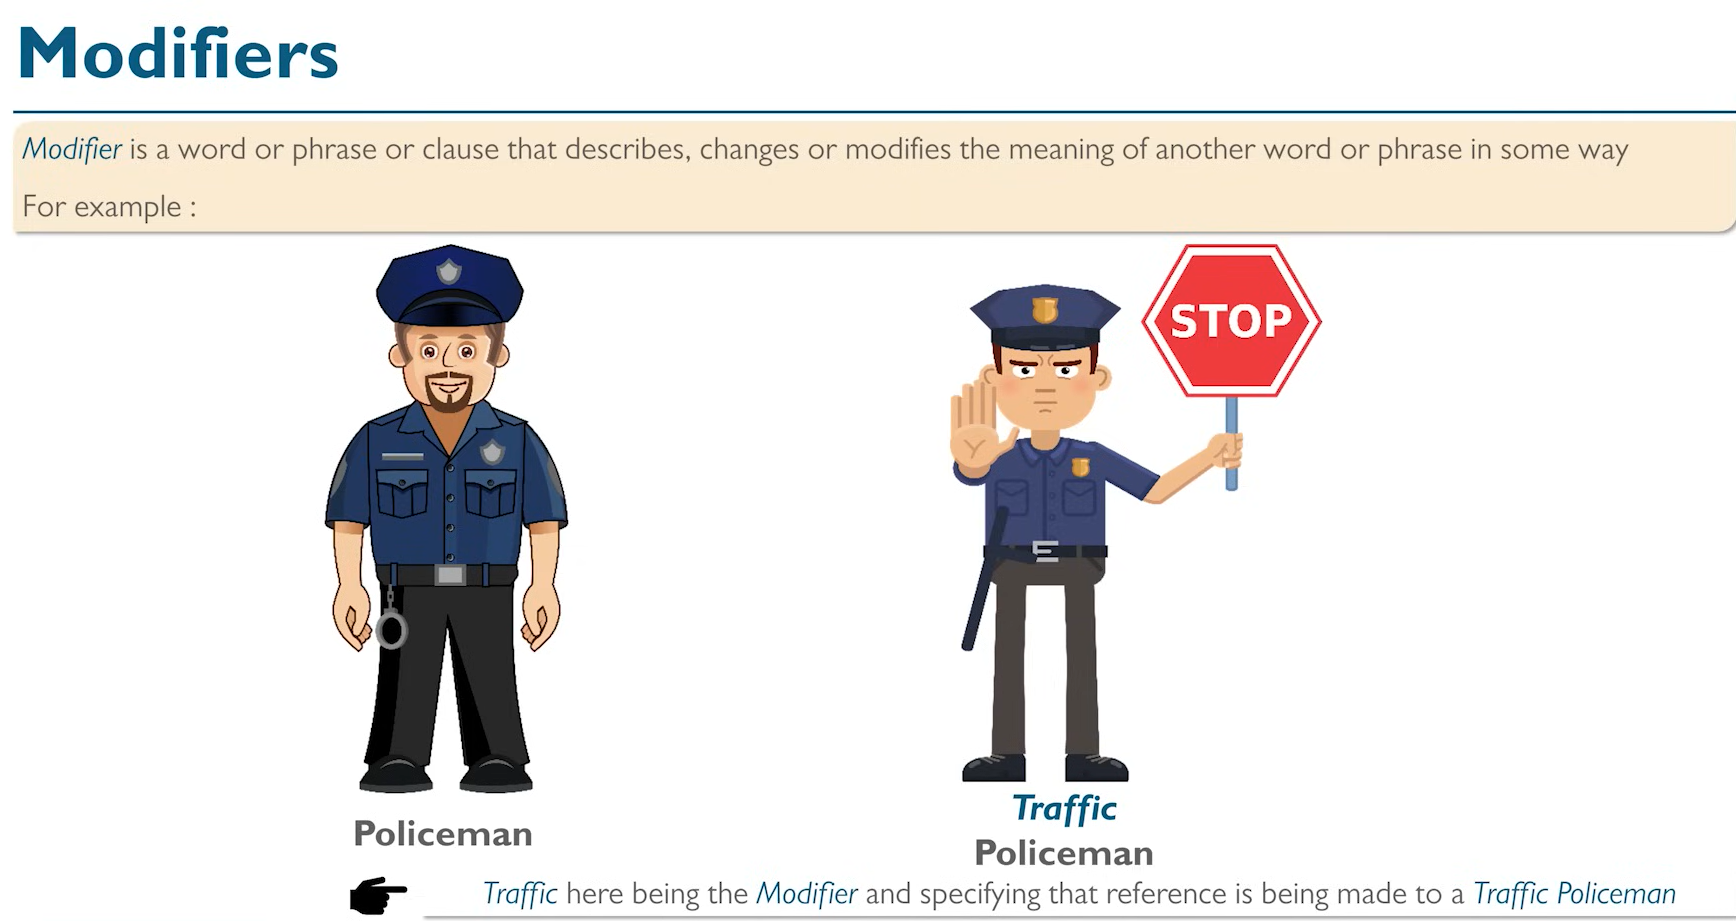 Modifiers
Modifier is a word or phrase or clause that describes, changes or modifies the meaning of another word or phrase in some way
For example :
STOP
Policeman
Traffic
Policeman
Traffic here being the Modifier and specifying that reference is being made to a Traffic Policeman